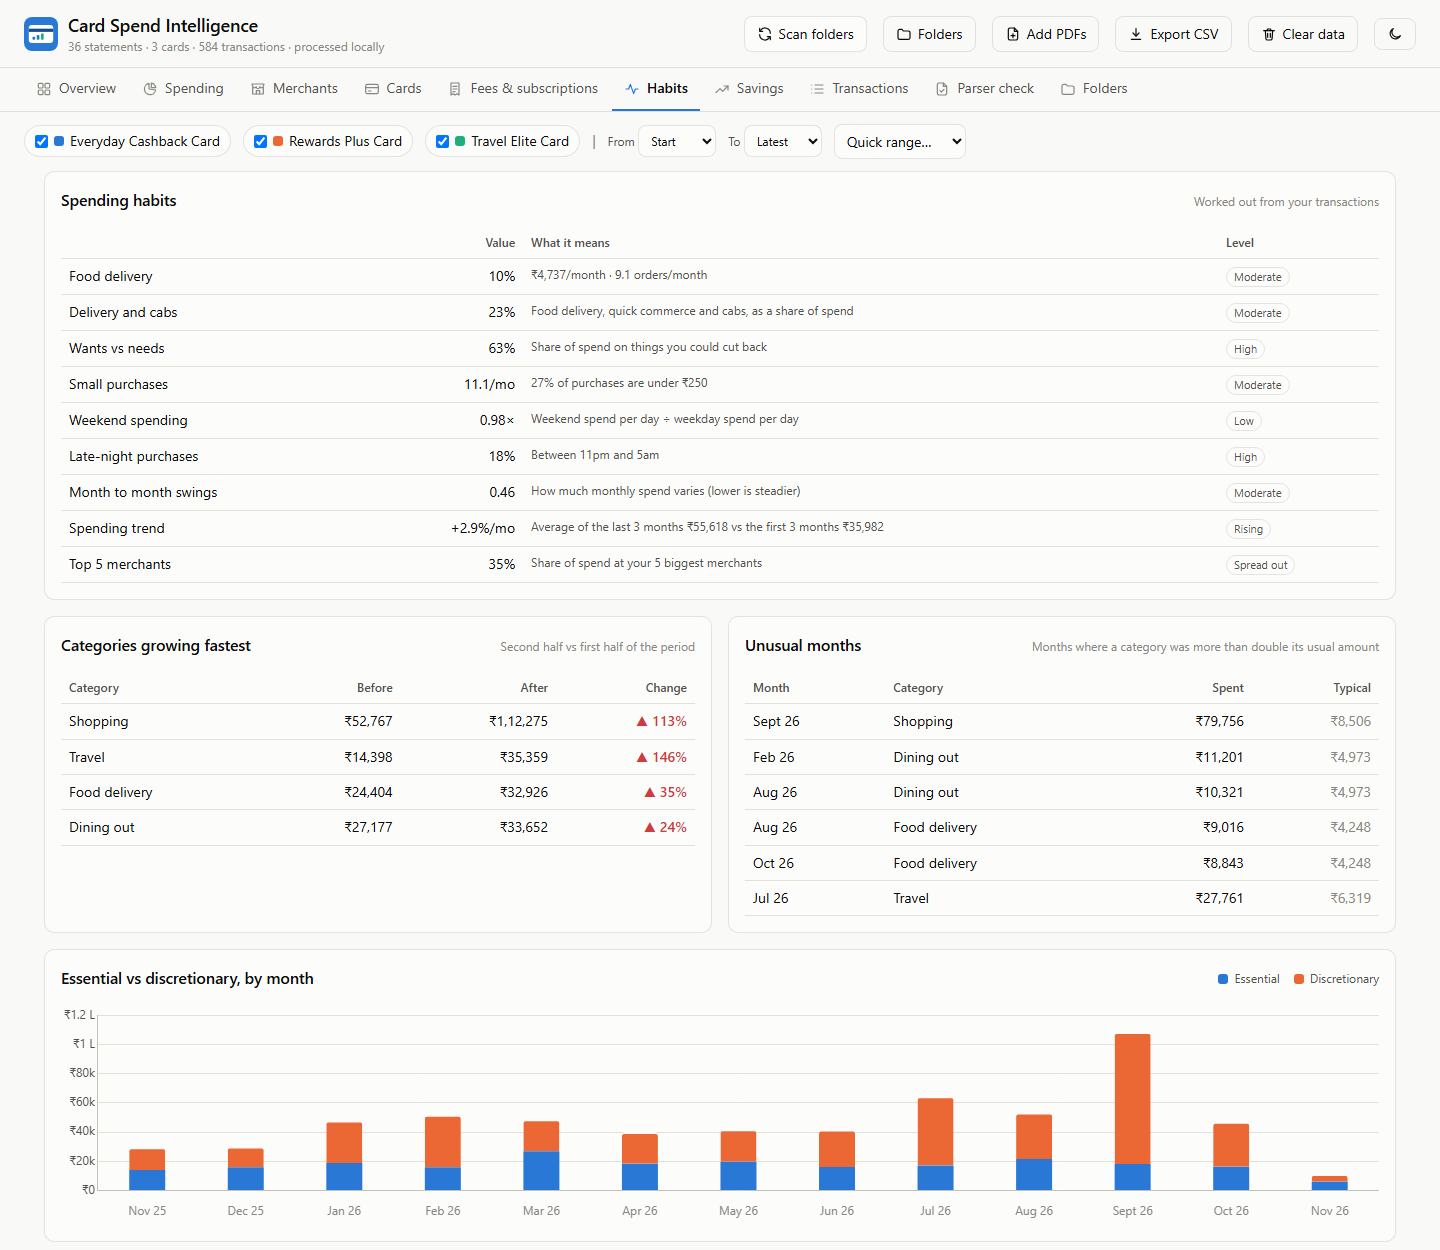 Card Spend Intelligence
36 statements · 3 cards · 584 transactions · processed locally
Scan folders
Folders
Add PDFs
Export CSV
Clear data
Overview
Spending
Merchants
Cards
Fees & subscriptions
Habits
Savings
Transactions
Parser check
Folders
Everyday Cashback Card
Rewards Plus Card
Travel Elite Card
From Start
To Latest
Quick range...
Spending habits
Worked out from your transactions
Value What it means Level
Food delivery 10% ₹4,737/month · 9.1 orders/month Moderate
Delivery and cabs 23% Food delivery, quick commerce and cabs, as a share of spend Moderate
Wants vs needs 63% Share of spend on things you could cut back High
Small purchases 11.1/mo 27% of purchases are under ₹250 Moderate
Weekend spending 0.98× Weekend spend per day ÷ weekday spend per day Low
Late-night purchases 18% Between 11pm and 5am High
Month to month swings 0.46 How much monthly spend varies (lower is steadier) Moderate
Spending trend +2.9%/mo Average of the last 3 months ₹55,618 vs the first 3 months ₹35,982 Rising
Top 5 merchants 35% Share of spend at your 5 biggest merchants Spread out
Categories growing fastest
Second half vs first half of the period
Category Before After Change
Shopping ₹52,767 ₹1,12,275 ▲ 113%
Travel ₹14,398 ₹35,359 ▲ 146%
Food delivery ₹24,404 ₹32,926 ▲ 35%
Dining out ₹27,177 ₹33,652 ▲ 24%
Unusual months
Months where a category was more than double its usual amount
Month Category Spent Typical
Sept 26 Shopping ₹79,756 ₹8,506
Feb 26 Dining out ₹11,201 ₹4,973
Aug 26 Dining out ₹10,321 ₹4,973
Aug 26 Food delivery ₹9,016 ₹4,248
Oct 26 Food delivery ₹8,843 ₹4,248
Jul 26 Travel ₹27,761 ₹6,319
Essential vs discretionary, by month
Essential Discretionary
₹1.2 L
₹1 L
₹80k
₹60k
₹40k
₹20k
₹0
Nov 25 Dec 25 Jan 26 Feb 26 Mar 26 Apr 26 May 26 Jun 26 Jul 26 Aug 26 Sept 26 Oct 26 Nov 26